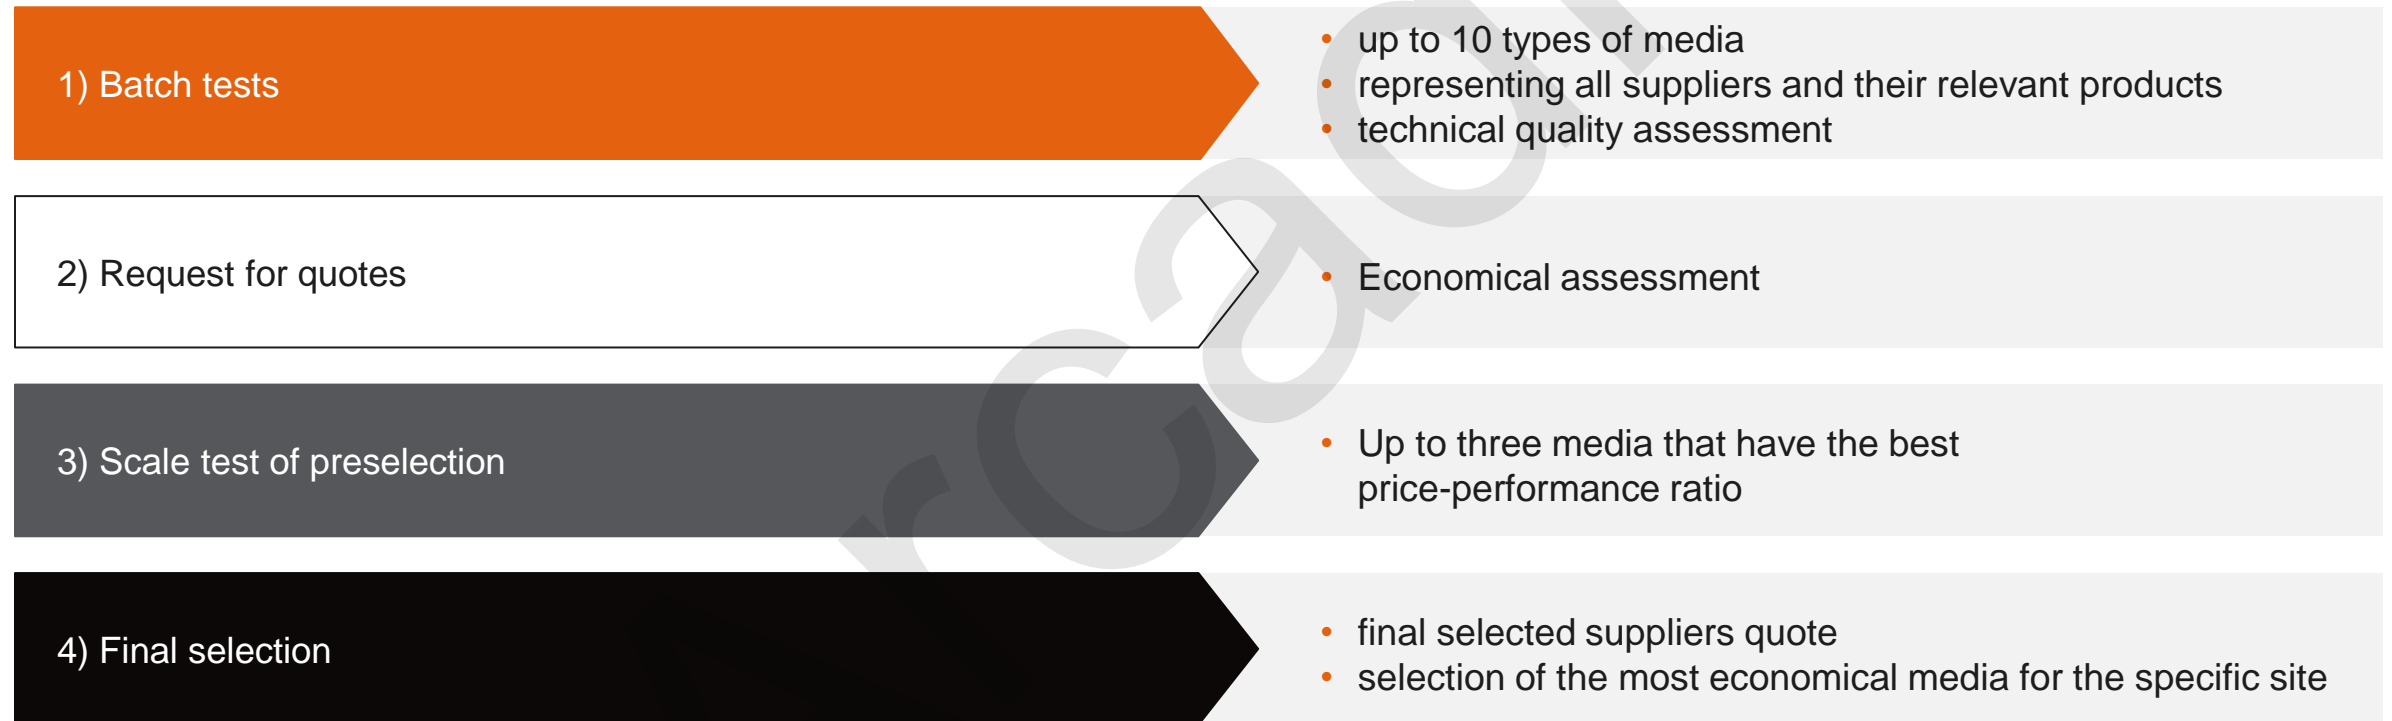 1) Batch tests
• up to 10 types of media
• representing all suppliers and their relevant products
• technical quality assessment
2) Request for quotes
• Economical assessment
3) Scale test of preselection
• Up to three media that have the best
price-performance ratio
4) Final selection
• final selected suppliers quote
• selection of the most economical media for the specific site